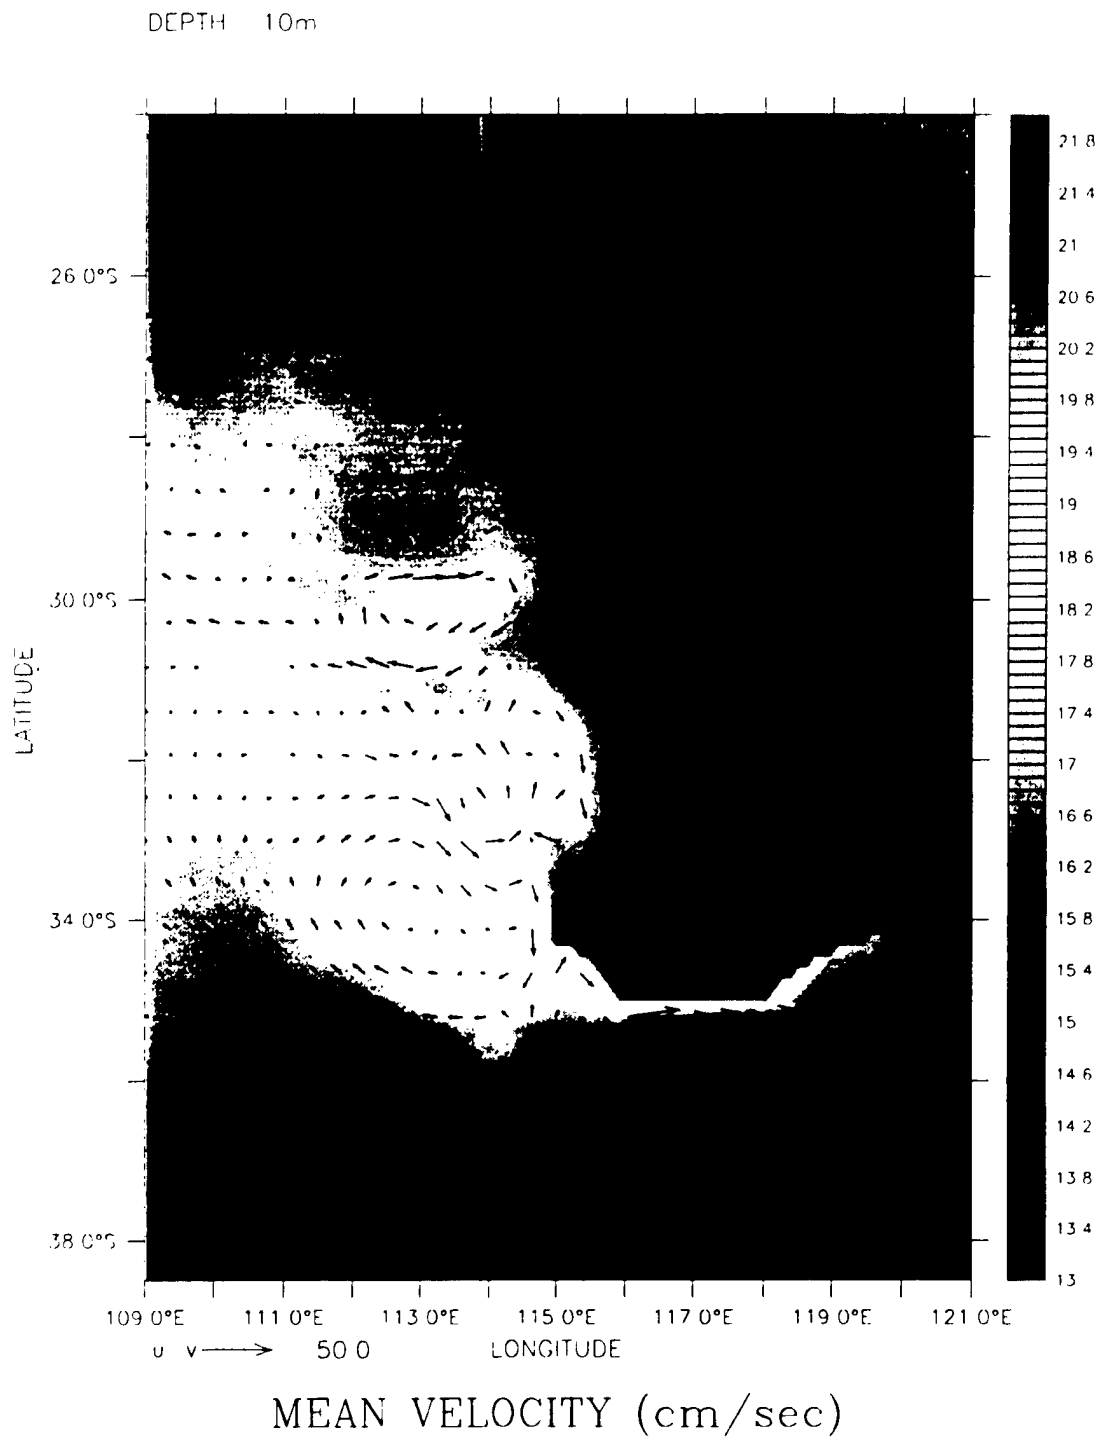 DEPTH 10m
21 8
21 4
21
20 6
20 2
19 8
19 4
19
18 6
18 2
17 8
17 4
17
16 6
16 2
15 8
15 4
15
14 6
14 2
13 8
13 4
13
26 0°S
30 0°S
34 0°S
38 0°S
LATITUDE
109 0°E 111 0°E 113 0°E 115 0°E 117 0°E 119 0°E 121 0°E
u v 50 0 LONGITUDE
MEAN VELOCITY (cm/sec)